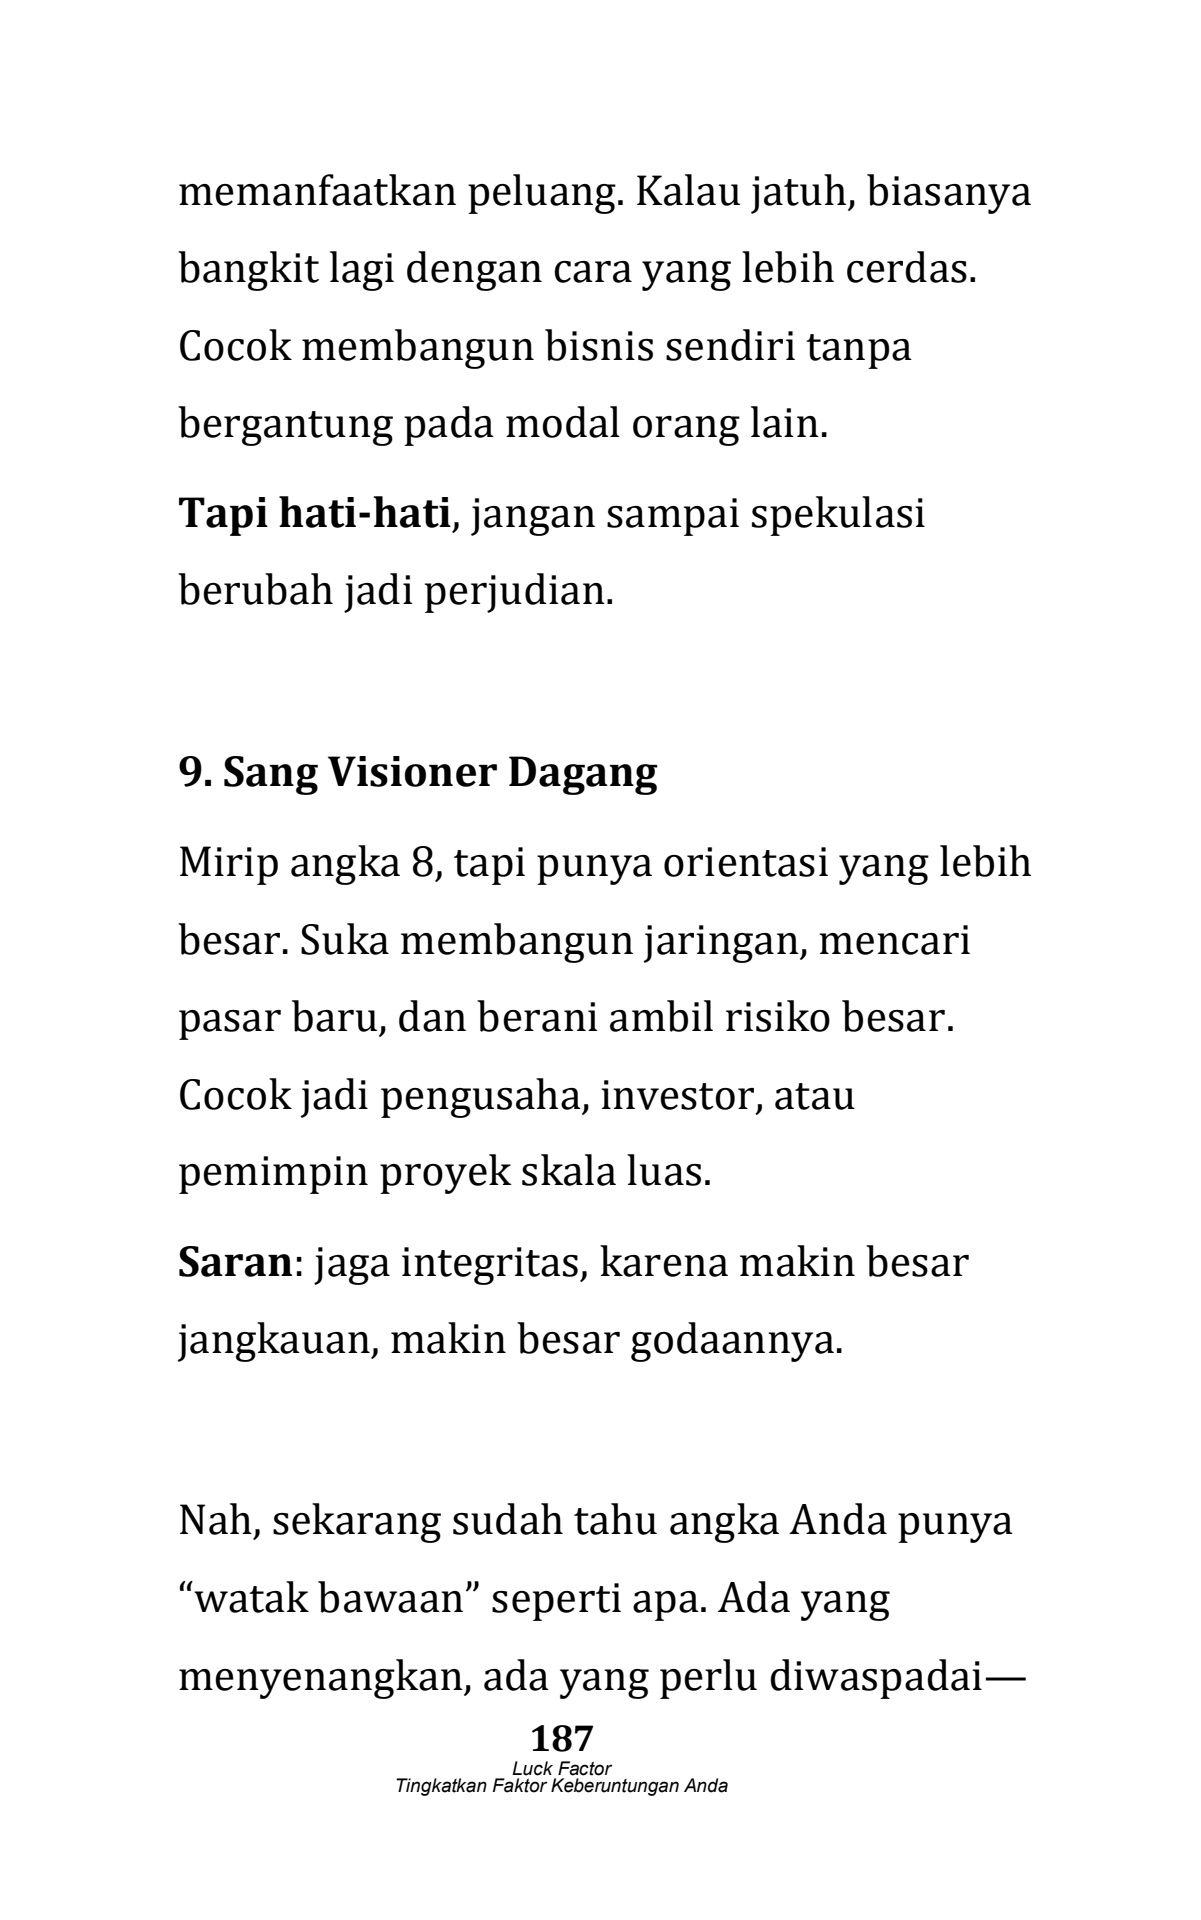 memanfaatkan peluang. Kalau jatuh, biasanya
bangkit lagi dengan cara yang lebih cerdas.
Cocok membangun bisnis sendiri tanpa
bergantung pada modal orang lain.
Tapi hati-hati, jangan sampai spekulasi
berubah jadi perjudian.
9. Sang Visioner Dagang
Mirip angka 8, tapi punya orientasi yang lebih
besar. Suka membangun jaringan, mencari
pasar baru, dan berani ambil risiko besar.
Cocok jadi pengusaha, investor, atau
pemimpin proyek skala luas.
Saran: jaga integritas, karena makin besar
jangkauan, makin besar godaannya.
Nah, sekarang sudah tahu angka Anda punya
“watak bawaan” seperti apa. Ada yang
menyenangkan, ada yang perlu diwaspadai—
187
Luck Factor
Tingkatkan Faktor Keberuntungan Anda